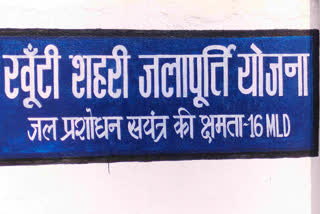 खूँटी शहरी जलापूर्ति योजना
जल प्रशोधन सयंत्र की क्षमता-16 MLD